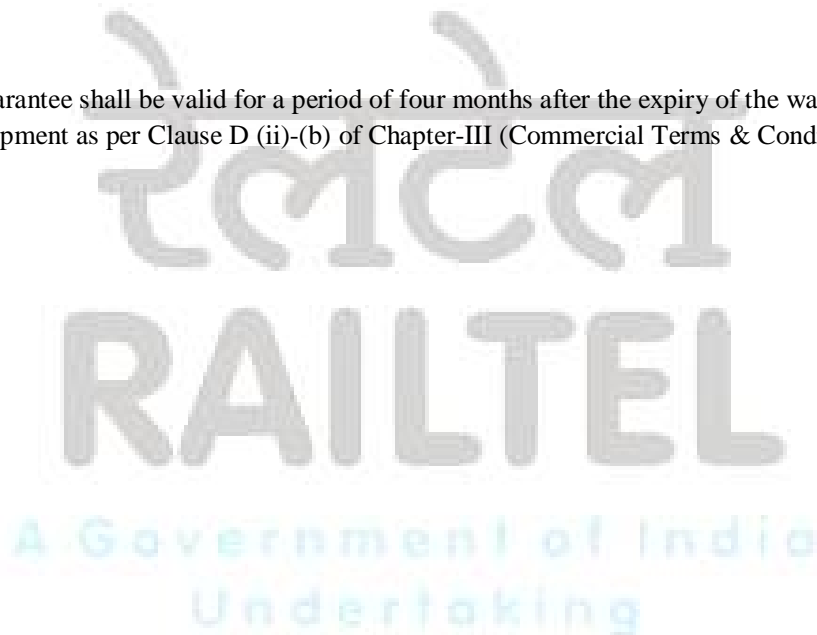 रेलटेल
arantee shall be valid for a period of four months after the expiry of the wa
pment as per Clause D (ii)-(b) of Chapter-III (Commercial Terms & Cond
RAILTEL
A Government of India
Undertaking